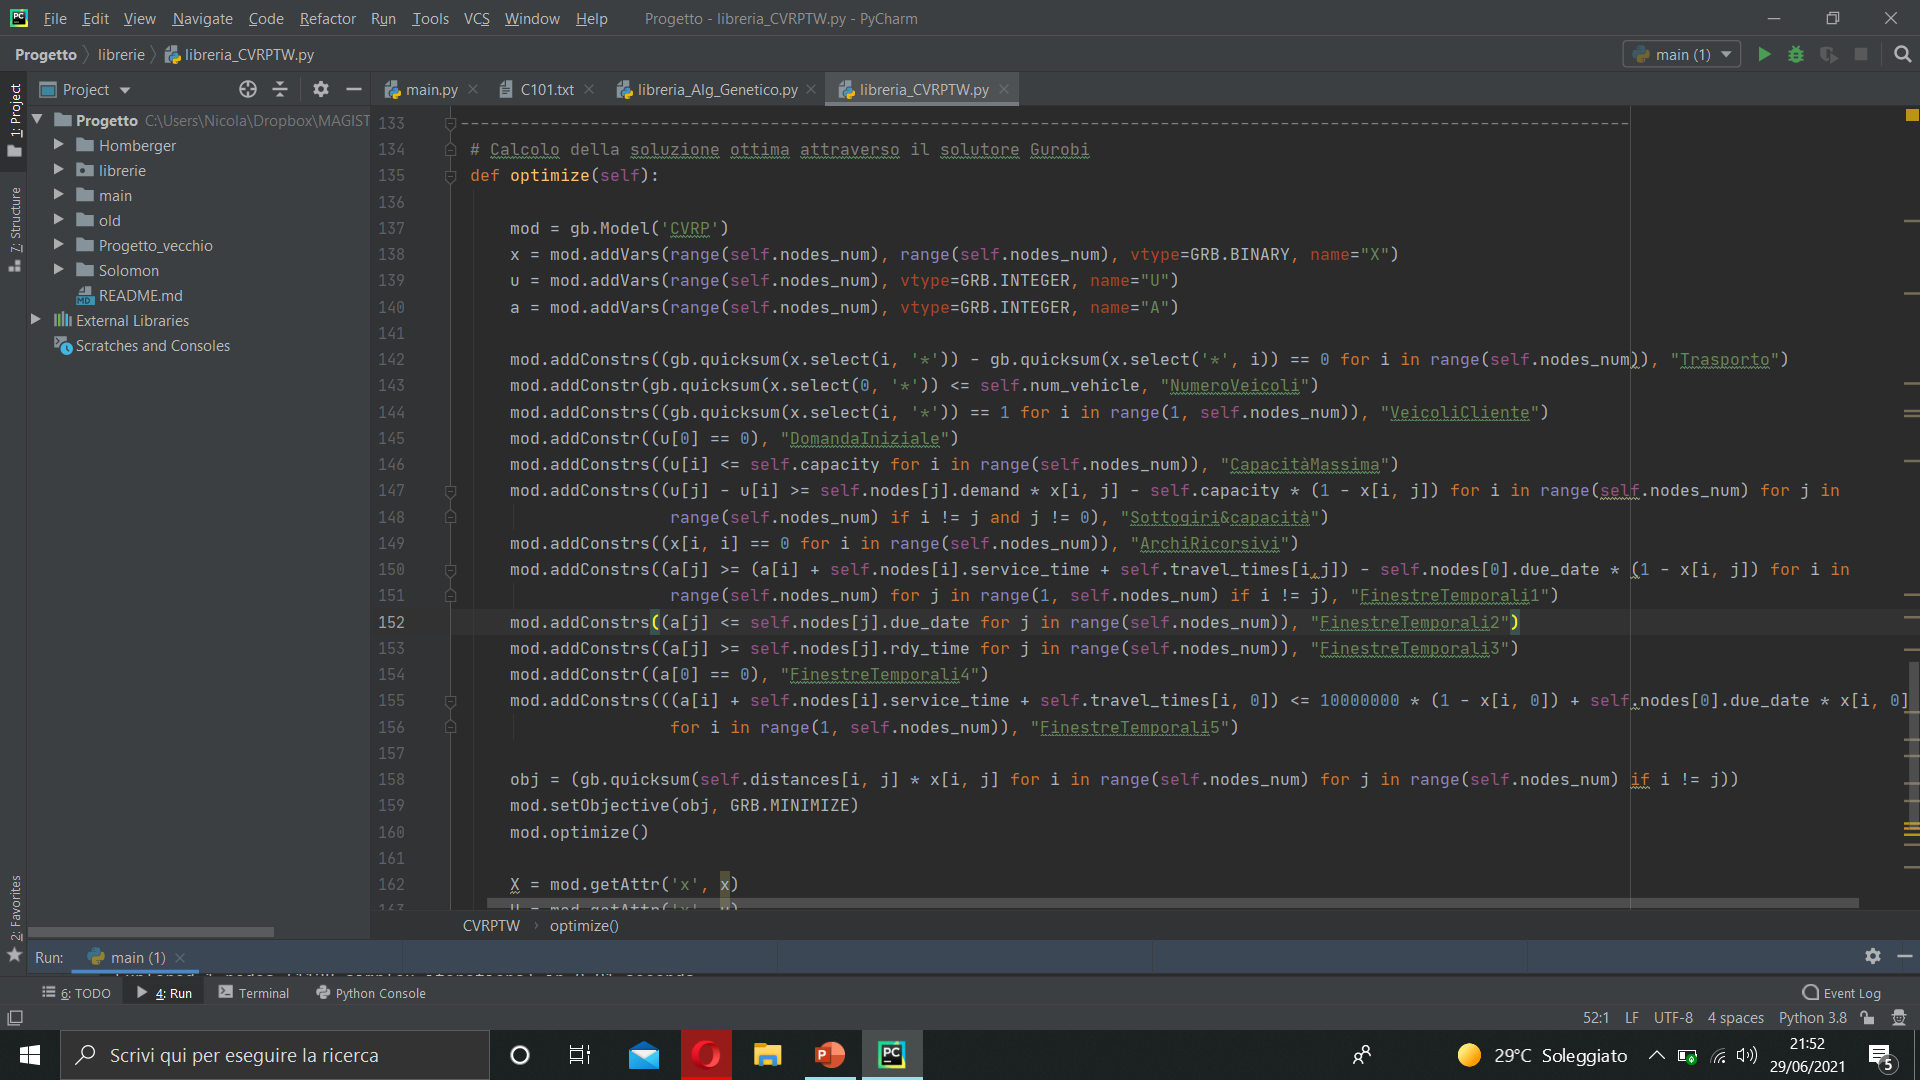 File Edit View Navigate Code Refactor Run Tools VCS Window Help Progetto - libreria_CVRPTW.py - PyCharm
Progetto librerie libreria_CVRPTW.py main (1)
1: Project
7: Structure
2: Favorites
Project
Progetto C:\Users\Nicola\Dropbox\MAGIST
Homberger
librerie
main
old
Progetto_vecchio
Solomon
README.md
External Libraries
Scratches and Consoles
main.py C101.txt libreria_Alg_Genetico.py libreria_CVRPTW.py
133 #--------------------------------------------------------------------------------------------------------------------
134 # Calcolo della soluzione ottima attraverso il solutore Gurobi
135 def optimize(self):
136
137 mod = gb.Model('CVRP')
138 x = mod.addVars(range(self.nodes_num), range(self.nodes_num), vtype=GRB.BINARY, name="X")
139 u = mod.addVars(range(self.nodes_num), vtype=GRB.INTEGER, name="U")
140 a = mod.addVars(range(self.nodes_num), vtype=GRB.INTEGER, name="A")
141
142 mod.addConstrs((gb.quicksum(x.select(i, '*')) - gb.quicksum(x.select('*', i)) == 0 for i in range(self.nodes_num)), "Trasporto")
143 mod.addConstr(gb.quicksum(x.select(0, '*')) <= self.num_vehicle, "NumeroVeicoli")
144 mod.addConstrs((gb.quicksum(x.select(i, '*')) == 1 for i in range(1, self.nodes_num)), "VeicoliCliente")
145 mod.addConstr((u[0] == 0), "DomandaIniziale")
146 mod.addConstrs((u[i] <= self.capacity for i in range(self.nodes_num)), "CapacitàMassima")
147 mod.addConstrs((u[j] - u[i] >= self.nodes[j].demand * x[i, j] - self.capacity * (1 - x[i, j]) for i in range(self.nodes_num) for j in
148 range(self.nodes_num) if i != j and j != 0), "Sottogiri&capacità")
149 mod.addConstrs((x[i, i] == 0 for i in range(self.nodes_num)), "ArchiRicorsivi")
150 mod.addConstrs((a[j] >= (a[i] + self.nodes[i].service_time + self.travel_times[i,j]) - self.nodes[0].due_date * (1 - x[i, j]) for i in
151 range(self.nodes_num) for j in range(1, self.nodes_num) if i != j), "FinestreTemporali1")
152 mod.addConstrs((a[j] <= self.nodes[j].due_date for j in range(self.nodes_num)), "FinestreTemporali2")
153 mod.addConstrs((a[j] >= self.nodes[j].rdy_time for j in range(self.nodes_num)), "FinestreTemporali3")
154 mod.addConstr((a[0] == 0), "FinestreTemporali4")
155 mod.addConstrs(((a[i] + self.nodes[i].service_time + self.travel_times[i, 0]) <= 10000000 * (1 - x[i, 0]) + self.nodes[0].due_date * x[i, 0]
156 for i in range(1, self.nodes_num)), "FinestreTemporali5")
157
158 obj = (gb.quicksum(self.distances[i, j] * x[i, j] for i in range(self.nodes_num) for j in range(self.nodes_num) if i != j))
159 mod.setObjective(obj, GRB.MINIMIZE)
160 mod.optimize()
161
162 X = mod.getAttr('x', x)
CVRPTW optimize()
Run: main (1)
6: TODO 4: Run Terminal Python Console Event Log
52:1 LF UTF-8 4 spaces Python 3.8
Scrivi qui per eseguire la ricerca
29°C Soleggiato
21:52
29/06/2021
5